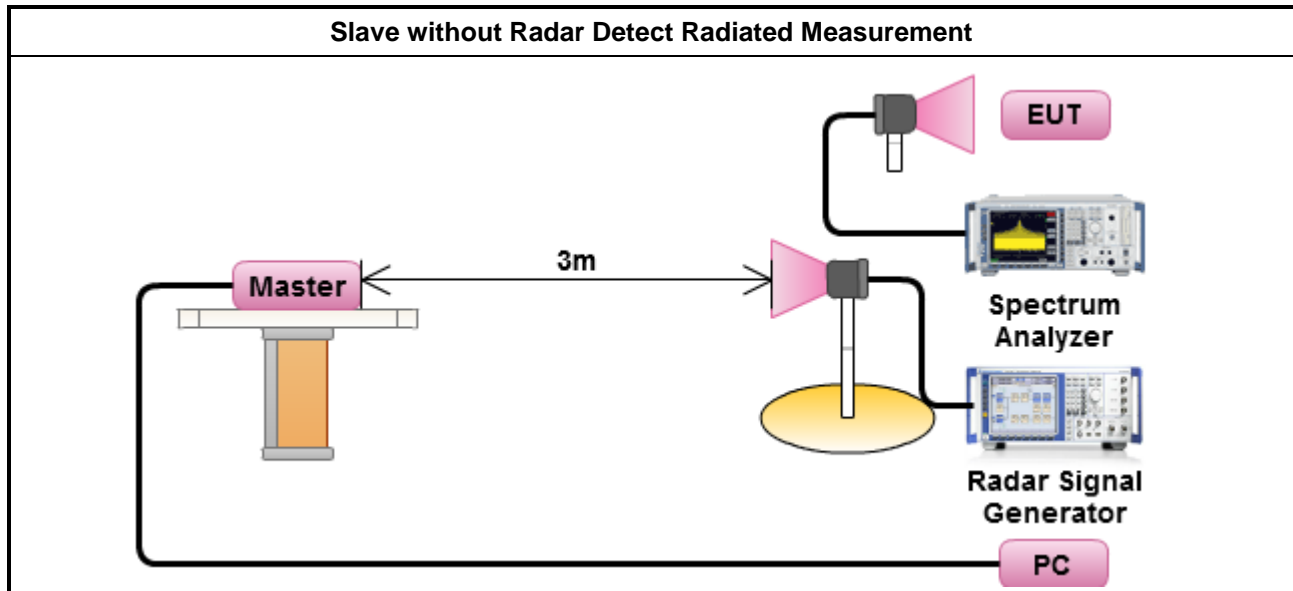 Slave without Radar Detect Radiated Measurement
EUT
3m
Master
Spectrum
Analyzer
Radar Signal
Generator
PC